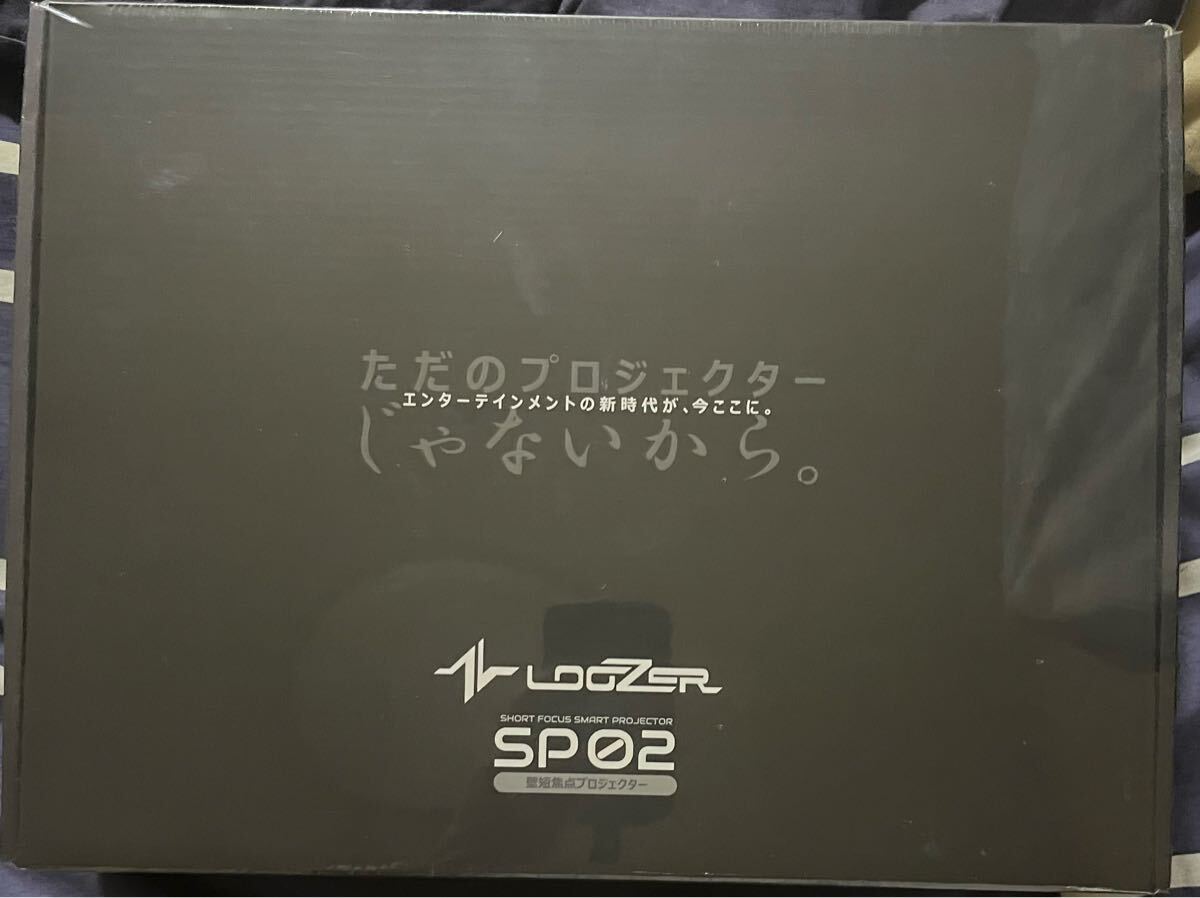 ただのプロジェクター
エンターテインメントの新時代が、今ここに。
じゃないから。
LOOZER
SHORT FOCUS SMART PROJECTOR
SP02
壁短焦点プロジェクター